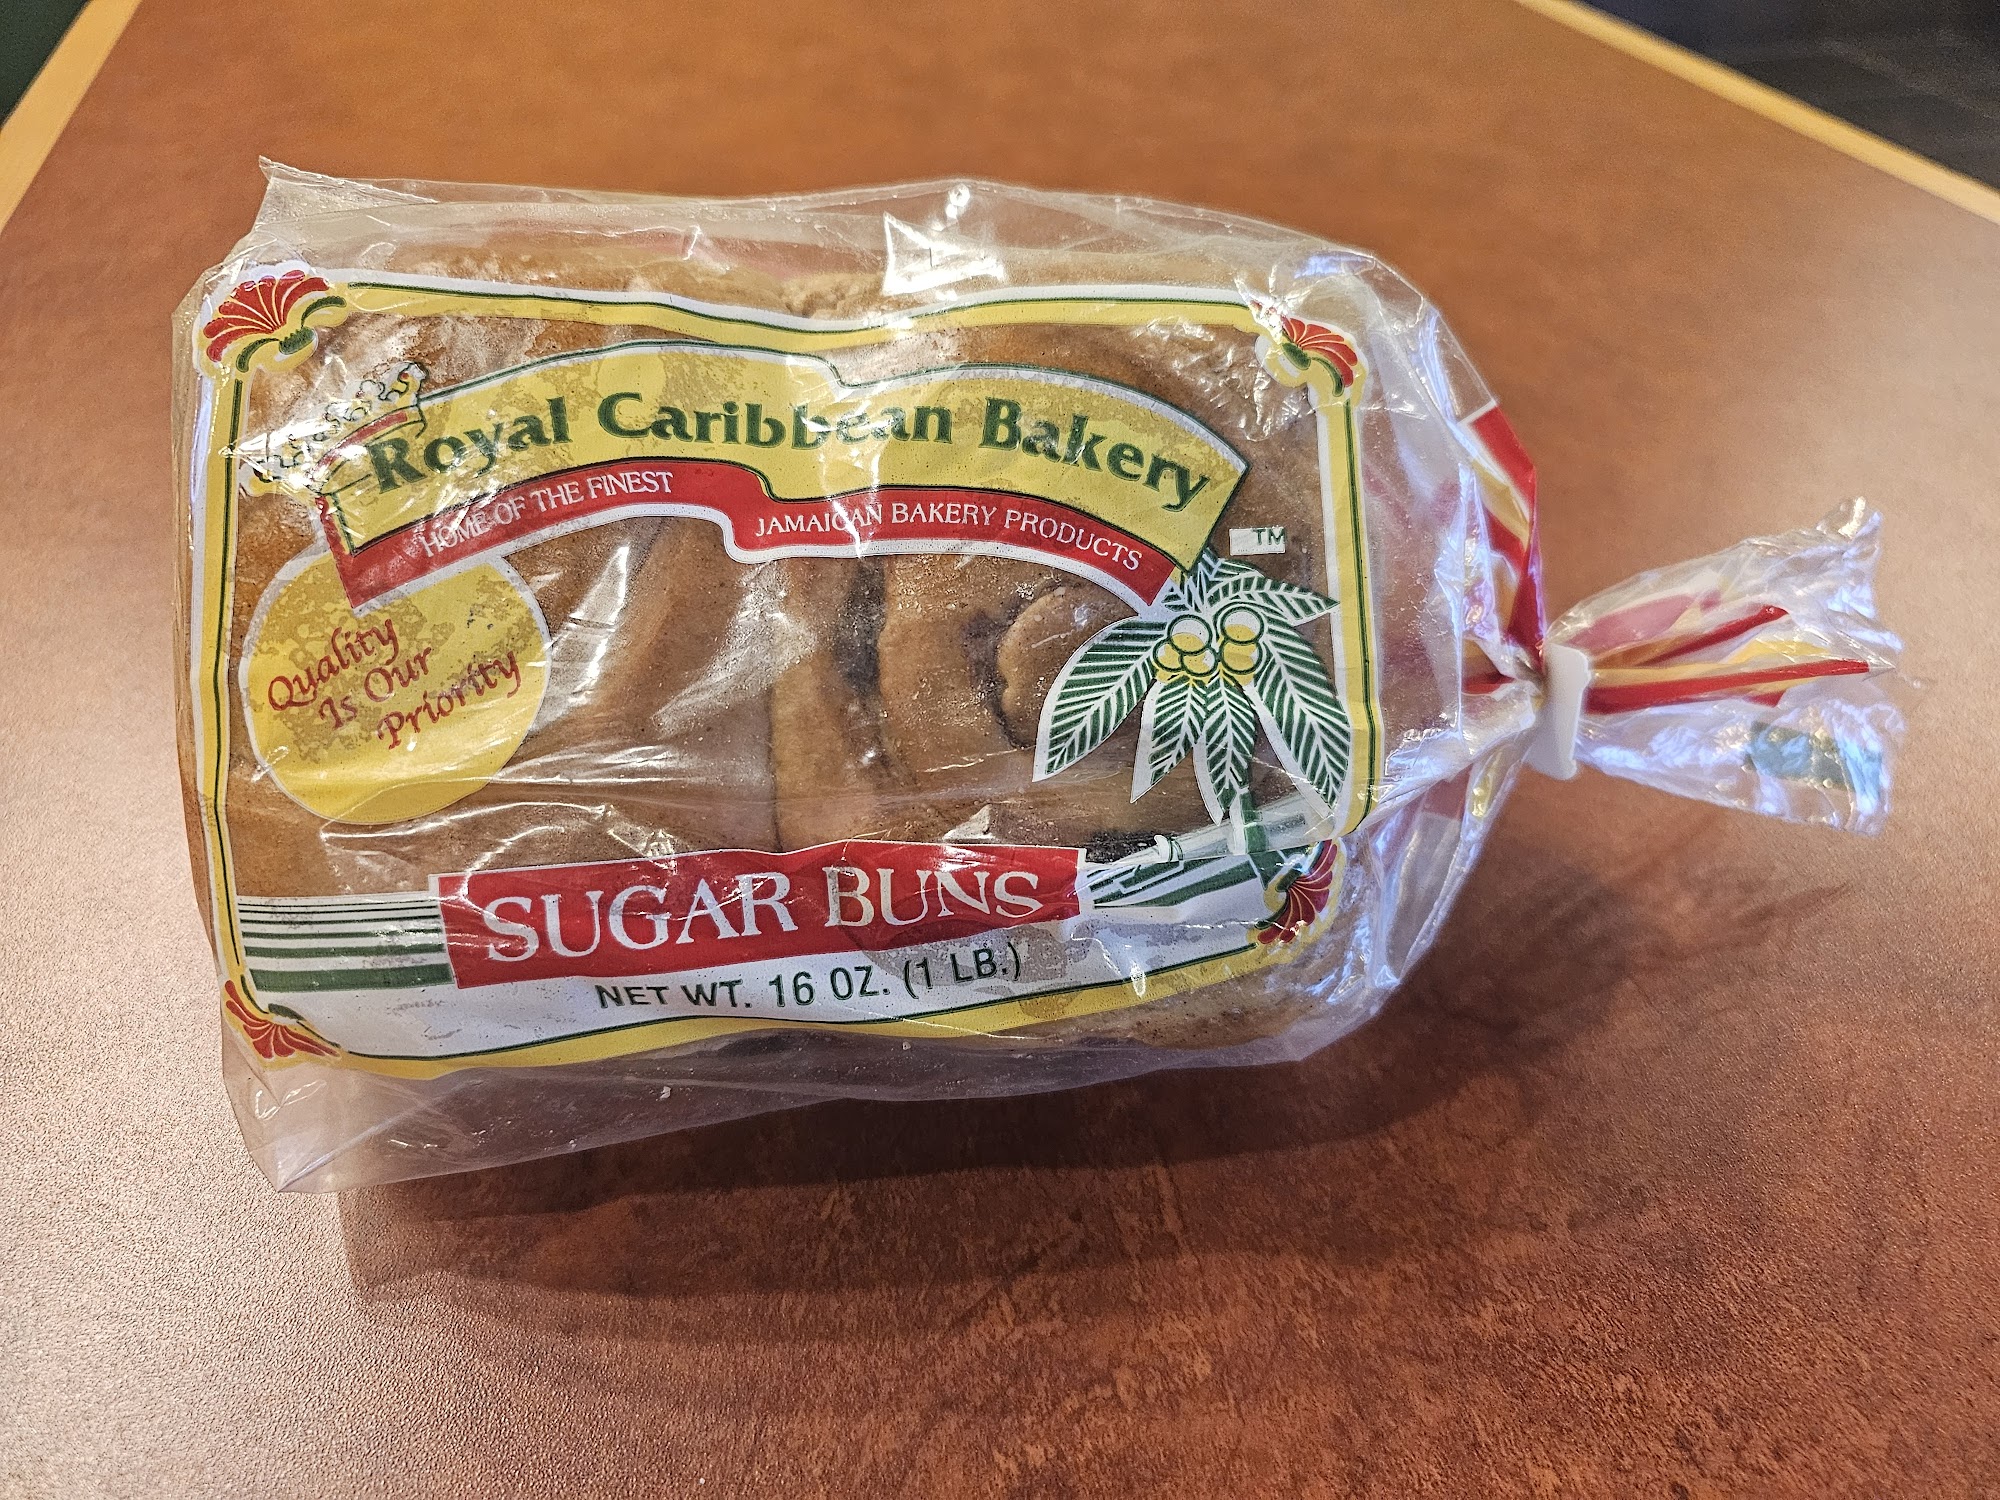 Royal Caribbean Bakery
HOME OF THE FINEST
JAMAICAN BAKERY PRODUCTS
TM
Quality
Is Our
Priority
SUGAR BUNS
NET WT. 16 OZ. (1 LB.)